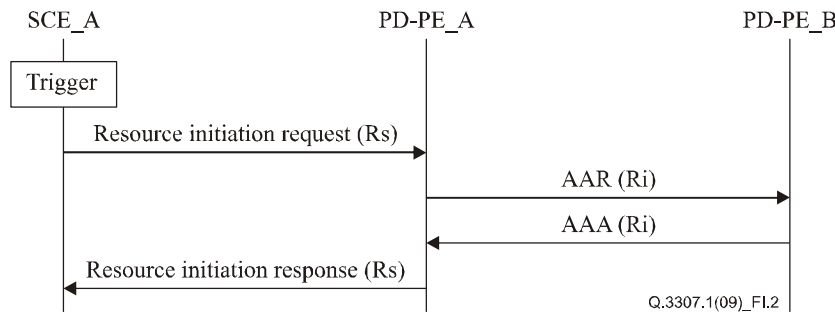 SCE_A
PD-PE_A
PD-PE_B
Trigger
Resource initiation request (Rs)
AAR (Ri)
AAA (Ri)
Resource initiation response (Rs)
Q.3307.1(09)_FI.2